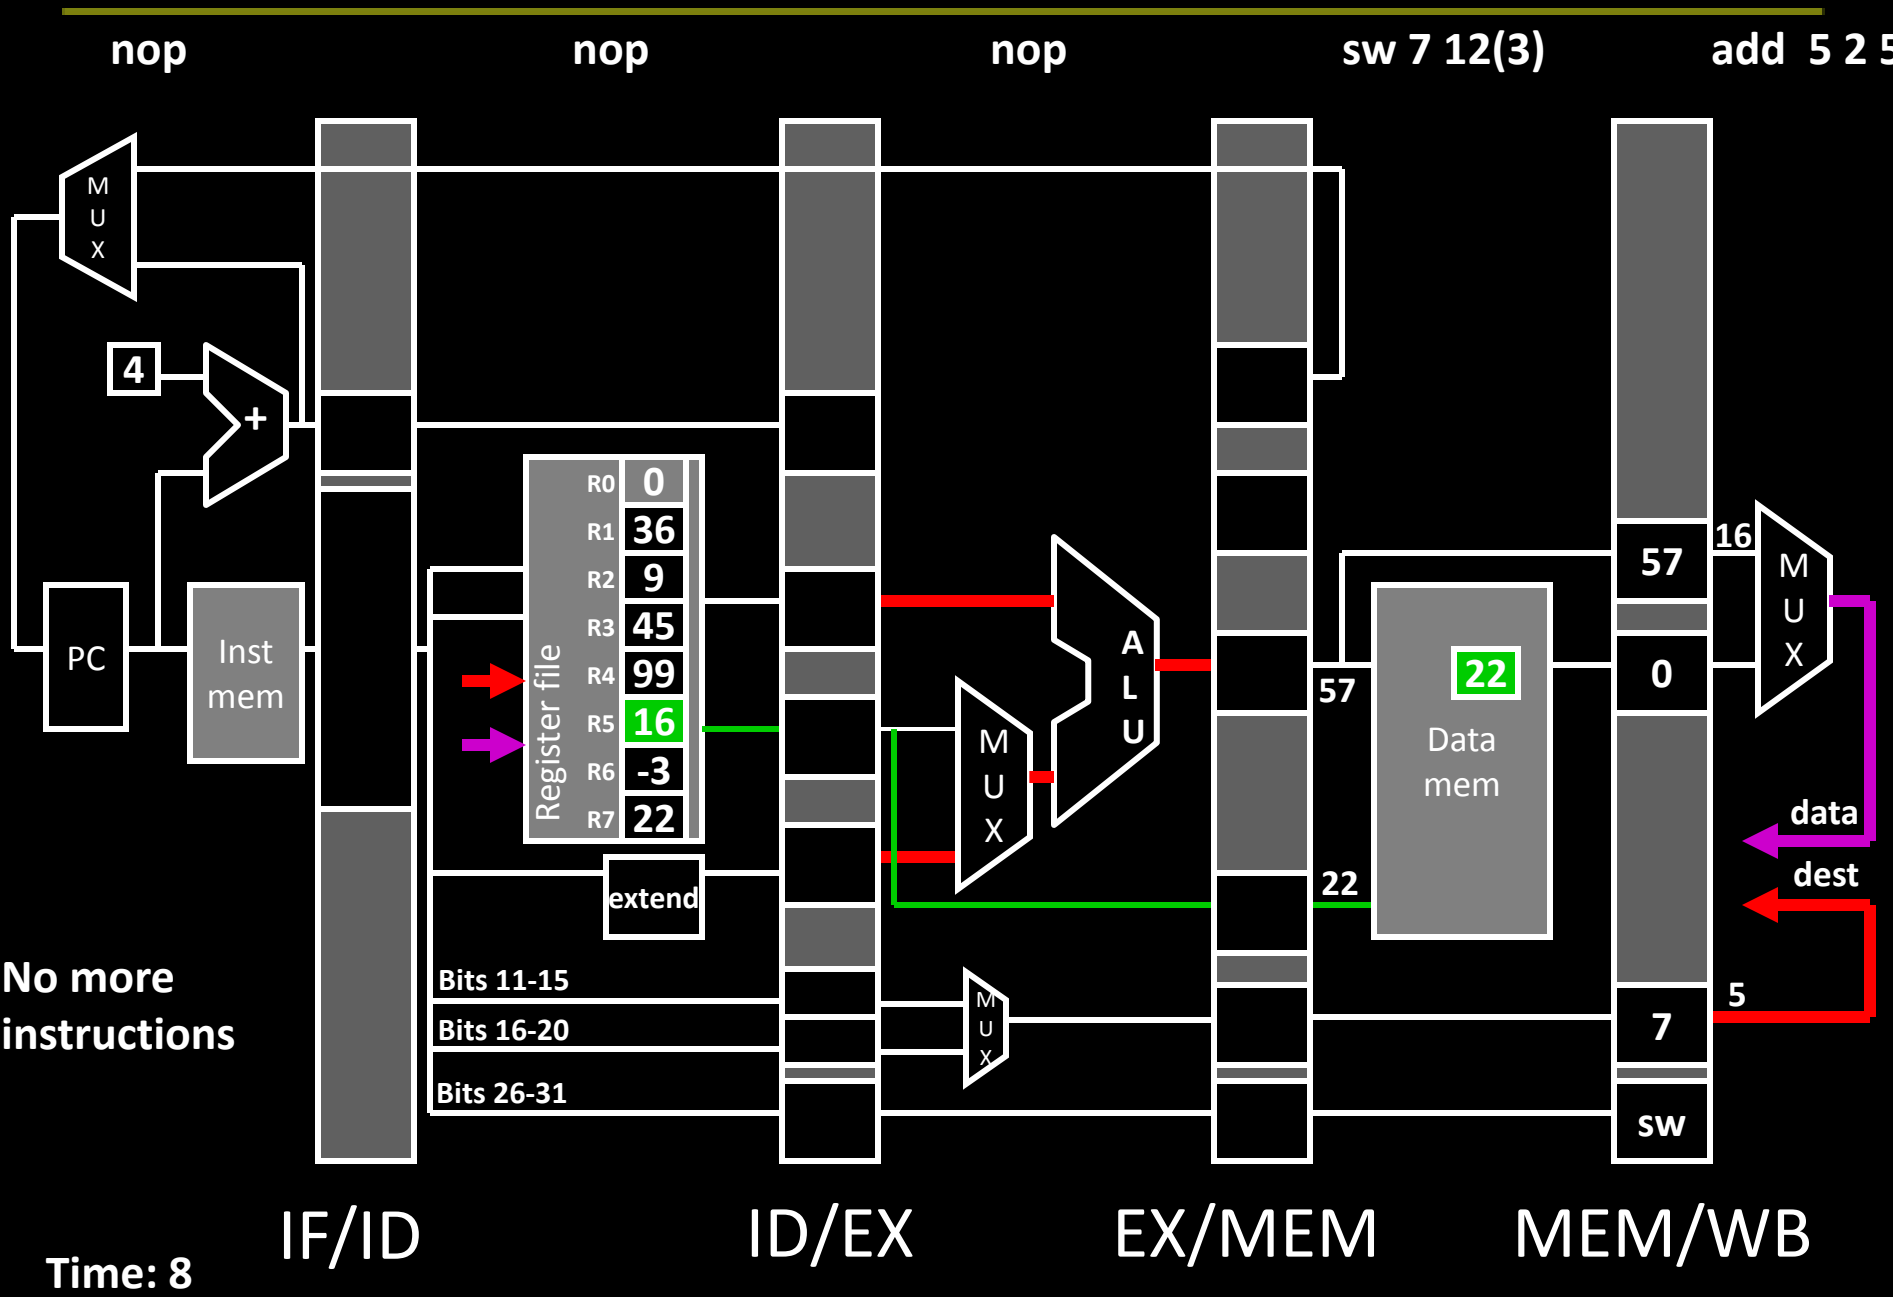 nop nop nop sw 7 12(3) add 5 2 5
M
U
X
4
+
PC
Inst
mem
Register file
R0 0
R1 36
R2 9
R3 45
R4 99
R5 16
R6 -3
R7 22
extend
Bits 11-15
Bits 16-20
Bits 26-31
M
U
X
M
U
X
A
L
U
57
22
22
Data
mem
57
0
7
sw
16
M
U
X
data
dest
5
No more
instructions
IF/ID ID/EX EX/MEM MEM/WB
Time: 8